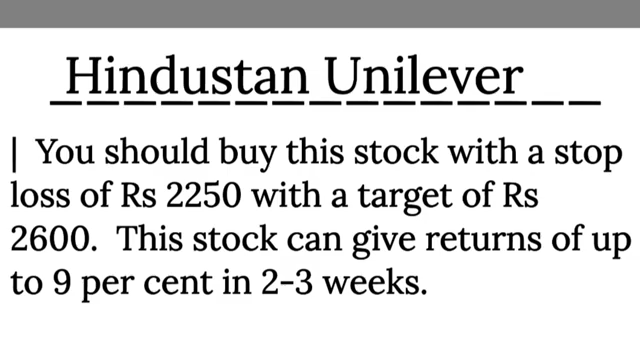 Hindustan Unilever
| You should buy this stock with a stop
loss of Rs 2250 with a target of Rs
2600. This stock can give returns of up
to 9 per cent in 2-3 weeks.